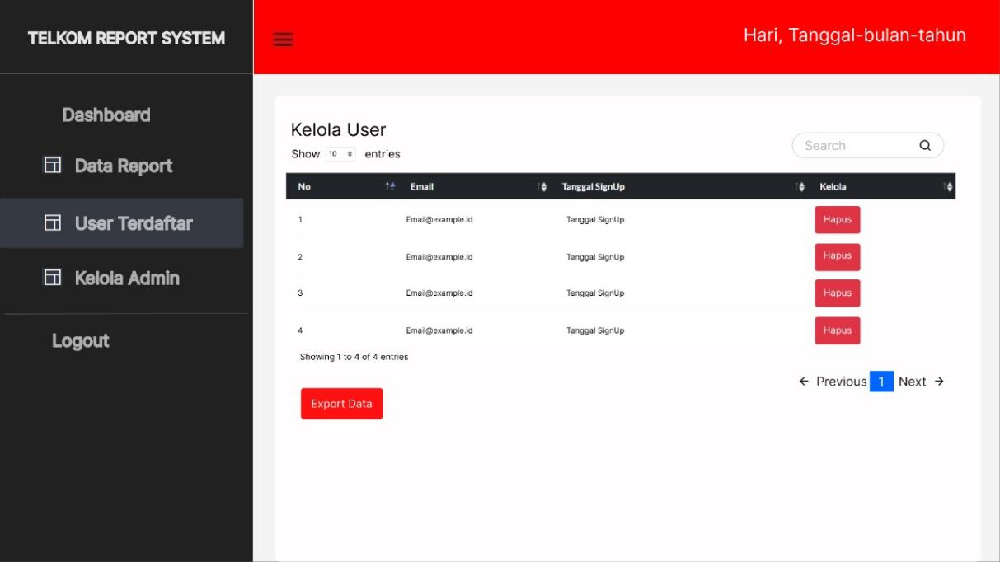 TELKOM REPORT SYSTEM
Hari, Tanggal-bulan-tahun
Dashboard
Data Report
User Terdaftar
Kelola Admin
Logout
Kelola User
Show 10 entries
Search
No Email Tanggal SignUp Kelola
1 Email@example.id Tanggal SignUp Hapus
2 Email@example.id Tanggal SignUp Hapus
3 Email@example.id Tanggal SignUp Hapus
4 Email@example.id Tanggal SignUp Hapus
Showing 1 to 4 of 4 entries
← Previous 1 Next →
Export Data